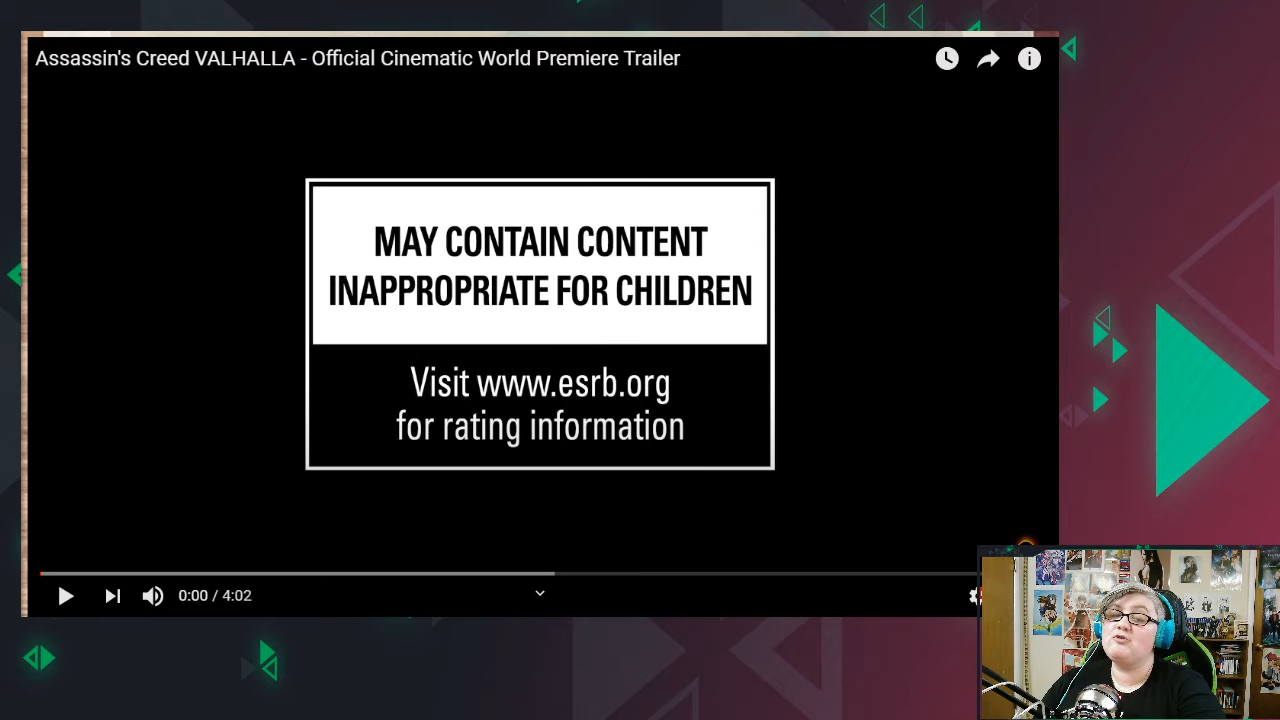 Assassin's Creed VALHALLA - Official Cinematic World Premiere Trailer
MAY CONTAIN CONTENT
INAPPROPRIATE FOR CHILDREN
Visit www.esrb.org
for rating information
0:00 / 4:02